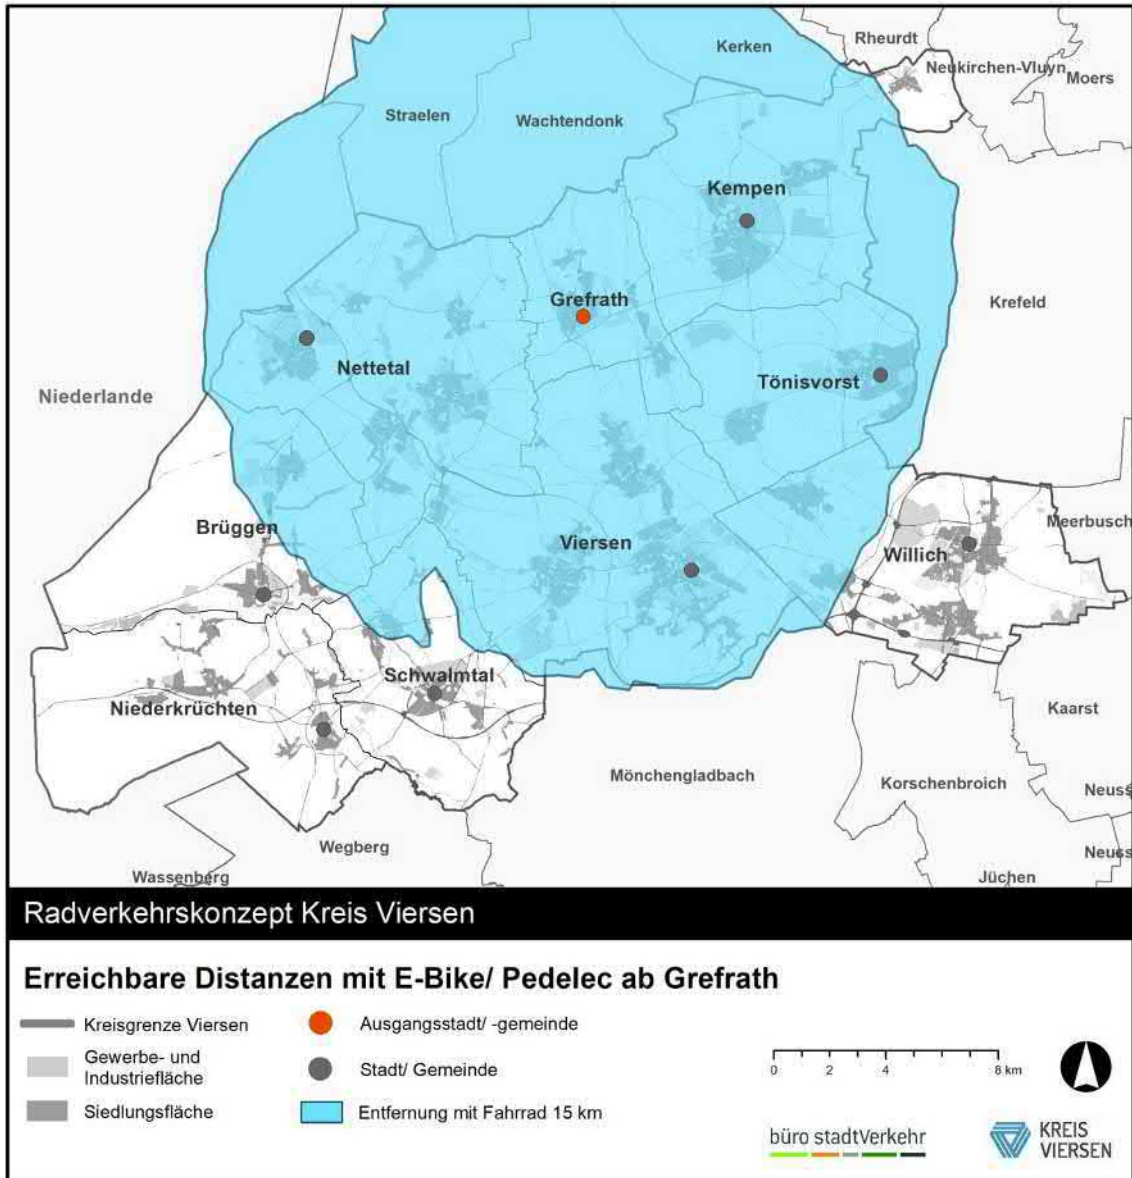 Rheurdt
Kerken
Neukirchen-Vluyn
Moers
Straelen
Wachtendonk
Kempen
Grefrath
Krefeld
Nettetal
Tönisvorst
Niederlande
Brüggen
Viersen
Meerbusch
Willich
Schwalmtal
Niederkrüchten
Kaarst
Mönchengladbach
Korschenbroich
Neuss
Wegberg
Neuss
Wassenberg
Jüchen
Radverkehrskonzept Kreis Viersen
Erreichbare Distanzen mit E-Bike/ Pedelec ab Grefrath
Kreisgrenze Viersen
Gewerbe- und
Industriefläche
Siedlungsfläche
Ausgangsstadt/ -gemeinde
Stadt/ Gemeinde
Entfernung mit Fahrrad 15 km
0 2 4 8 km
büro stadtVerkehr
KREIS
VIERSEN